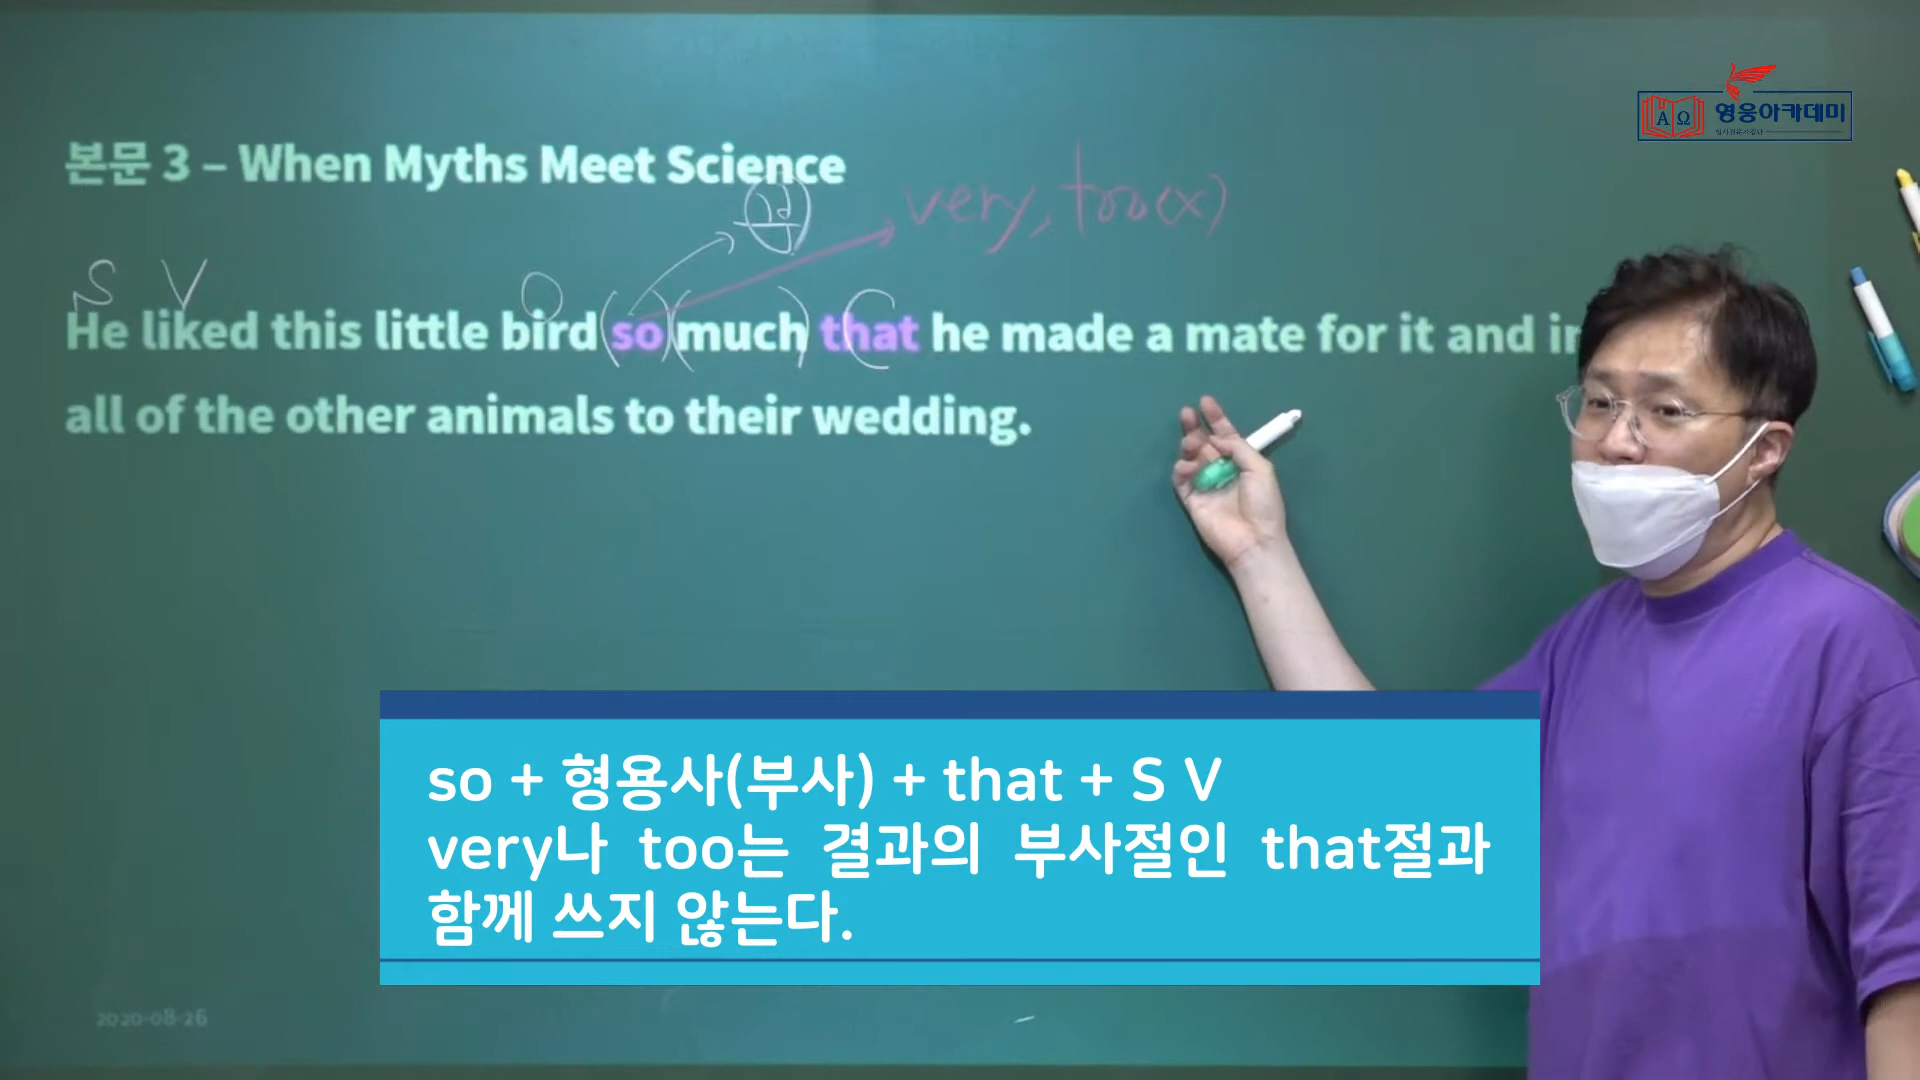 영웅아카데미
본문 3 – When Myths Meet Science
very, too(x)
S V O
He liked this little bird (so)(much) that he made a mate for it and in
all of the other animals to their wedding.
so + 형용사(부사) + that + S V
very나 too는 결과의 부사절인 that절과
함께 쓰지 않는다.
2020-08-26